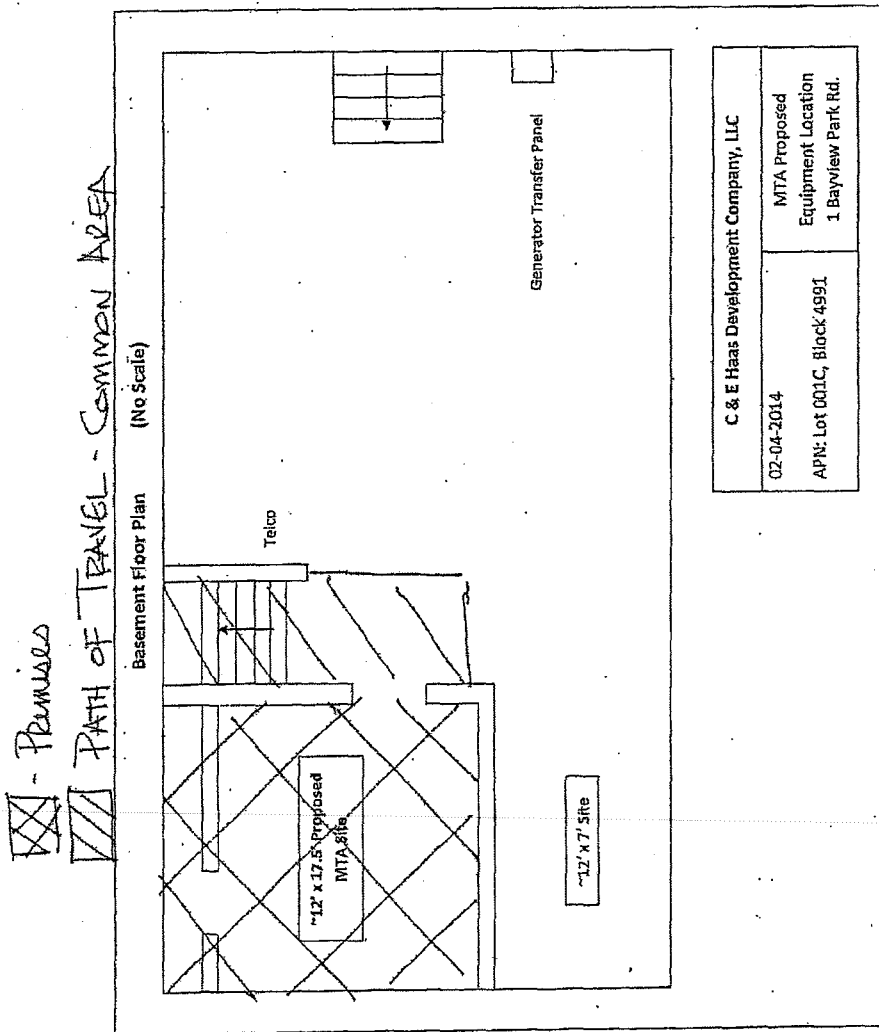 - Premises
PATH OF TRAVEL - COMMON AREA
Basement Floor Plan (No Scale)
Telco
Generator Transfer Panel
~12' x 17.5' Proposed
MTA Site
~12' x 7' Site
C & E Haas Development Company, LLC
02-04-2014
APN: Lot 001C, Block 4991
MTA Proposed
Equipment Location
1 Bayview Park Rd.